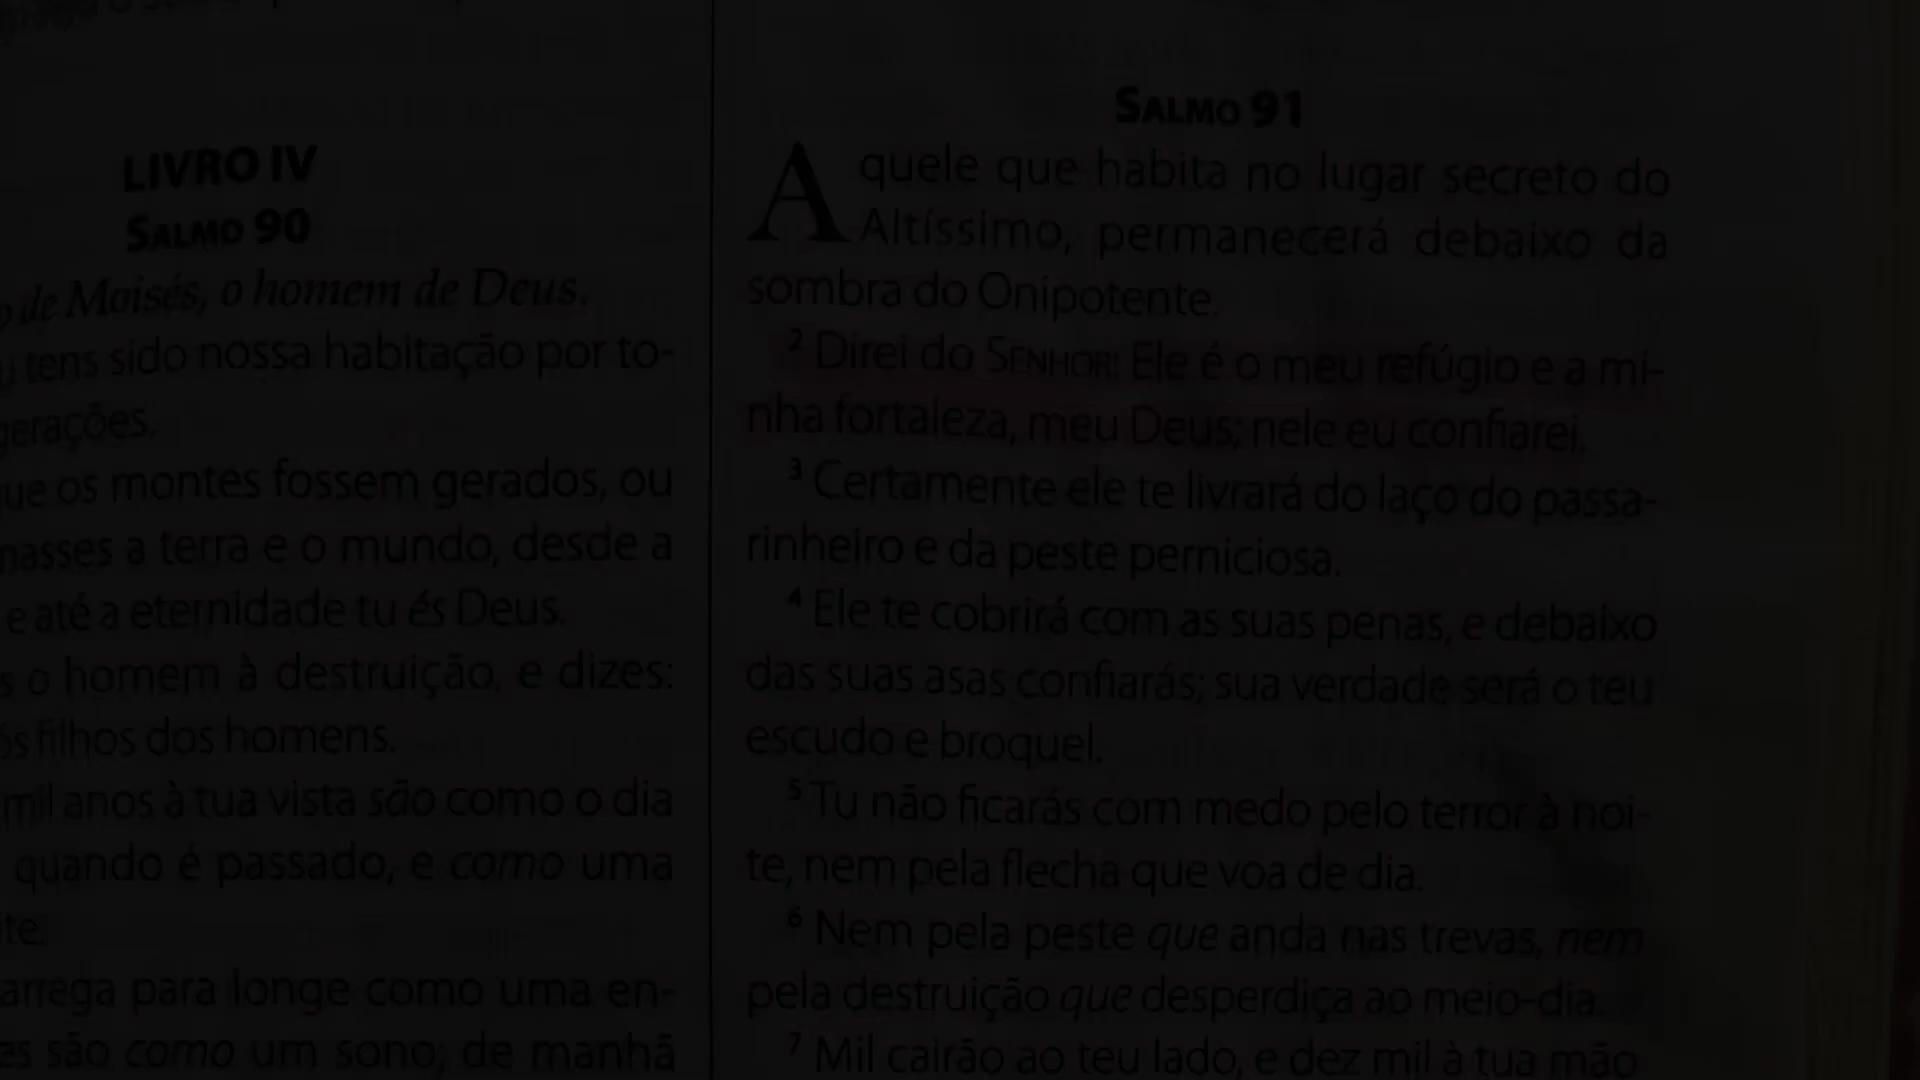 LIVRO IV
SALMO 90
de Moisés, o homem de Deus.
tens sido nossa habitação por to-
gerações.
que os montes fossem gerados, ou
masses a terra e o mundo, desde a
e até a eternidade tu és Deus.
o homem à destruição, e dizes:
filhos dos homens.
mil anos à tua vista são como o dia
quando é passado, e como uma
ite.
arrega para longe como uma en-
es são como um sono; de manhã
SALMO 91
Aquele que habita no lugar secreto do
Altíssimo, permanecerá debaixo da
sombra do Onipotente.
2 Direi do SENHOR: Ele é o meu refúgio e a mi-
nha fortaleza, meu Deus; nele eu confiarei.
3 Certamente ele te livrará do laço do passa-
rinheiro e da peste perniciosa.
4 Ele te cobrirá com as suas penas, e debaixo
das suas asas confiarás; sua verdade será o teu
escudo e broquel.
5 Tu não ficarás com medo pelo terror à noi-
te, nem pela flecha que voa de dia.
6 Nem pela peste que anda nas trevas, nem
pela destruição que desperdiça ao meio-dia.
7 Mil cairão ao teu lado, e dez mil à tua mão